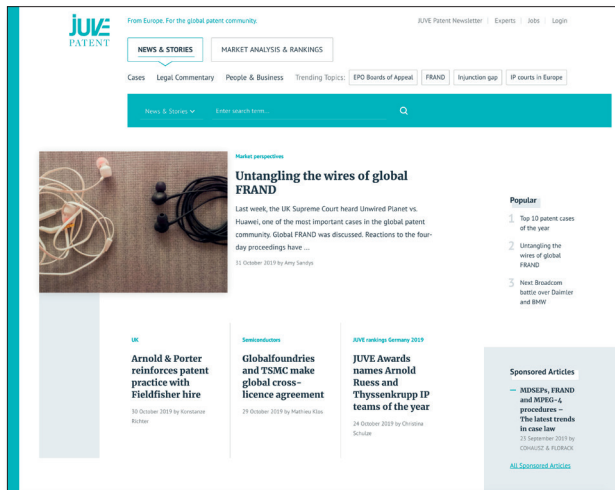 JUVE
PATENT
From Europe. For the global patent community.
JUVE Patent Newsletter | Experts | Jobs | Login
NEWS & STORIES
MARKET ANALYSIS & RANKINGS
Cases Legal Commentary People & Business Trending Topics: EPO Boards of Appeal FRAND Injunction gap IP courts in Europe
News & Stories Enter search term...
Market perspectives
Untangling the wires of global
FRAND
Last week, the UK Supreme Court heard Unwired Planet vs.
Huawei, one of the most important cases in the global patent
community. Global FRAND was discussed. Reactions to the four-
day proceedings have ...
31 October 2019 by Amy Sandys
Popular
1 Top 10 patent cases
of the year
2 Untangling the
wires of global
FRAND
3 Next Broadcom
battle over Daimler
and BMW
UK
Arnold & Porter
reinforces patent
practice with
Fieldfisher hire
30 October 2019 by Konstanze
Richter
Semiconductors
Globalfoundries
and TSMC make
global cross-
licence agreement
29 October 2019 by Mathieu Klos
JUVE rankings Germany 2019
JUVE Awards
names Arnold
Ruess and
Thyssenkrupp IP
teams of the year
24 October 2019 by Christina
Schulze
Sponsored Articles
— MDSEPs, FRAND
and MPEG-4
procedures –
The latest trends
in case law
23 September 2019 by
COHAUSZ & FLORACK
All Sponsored Articles